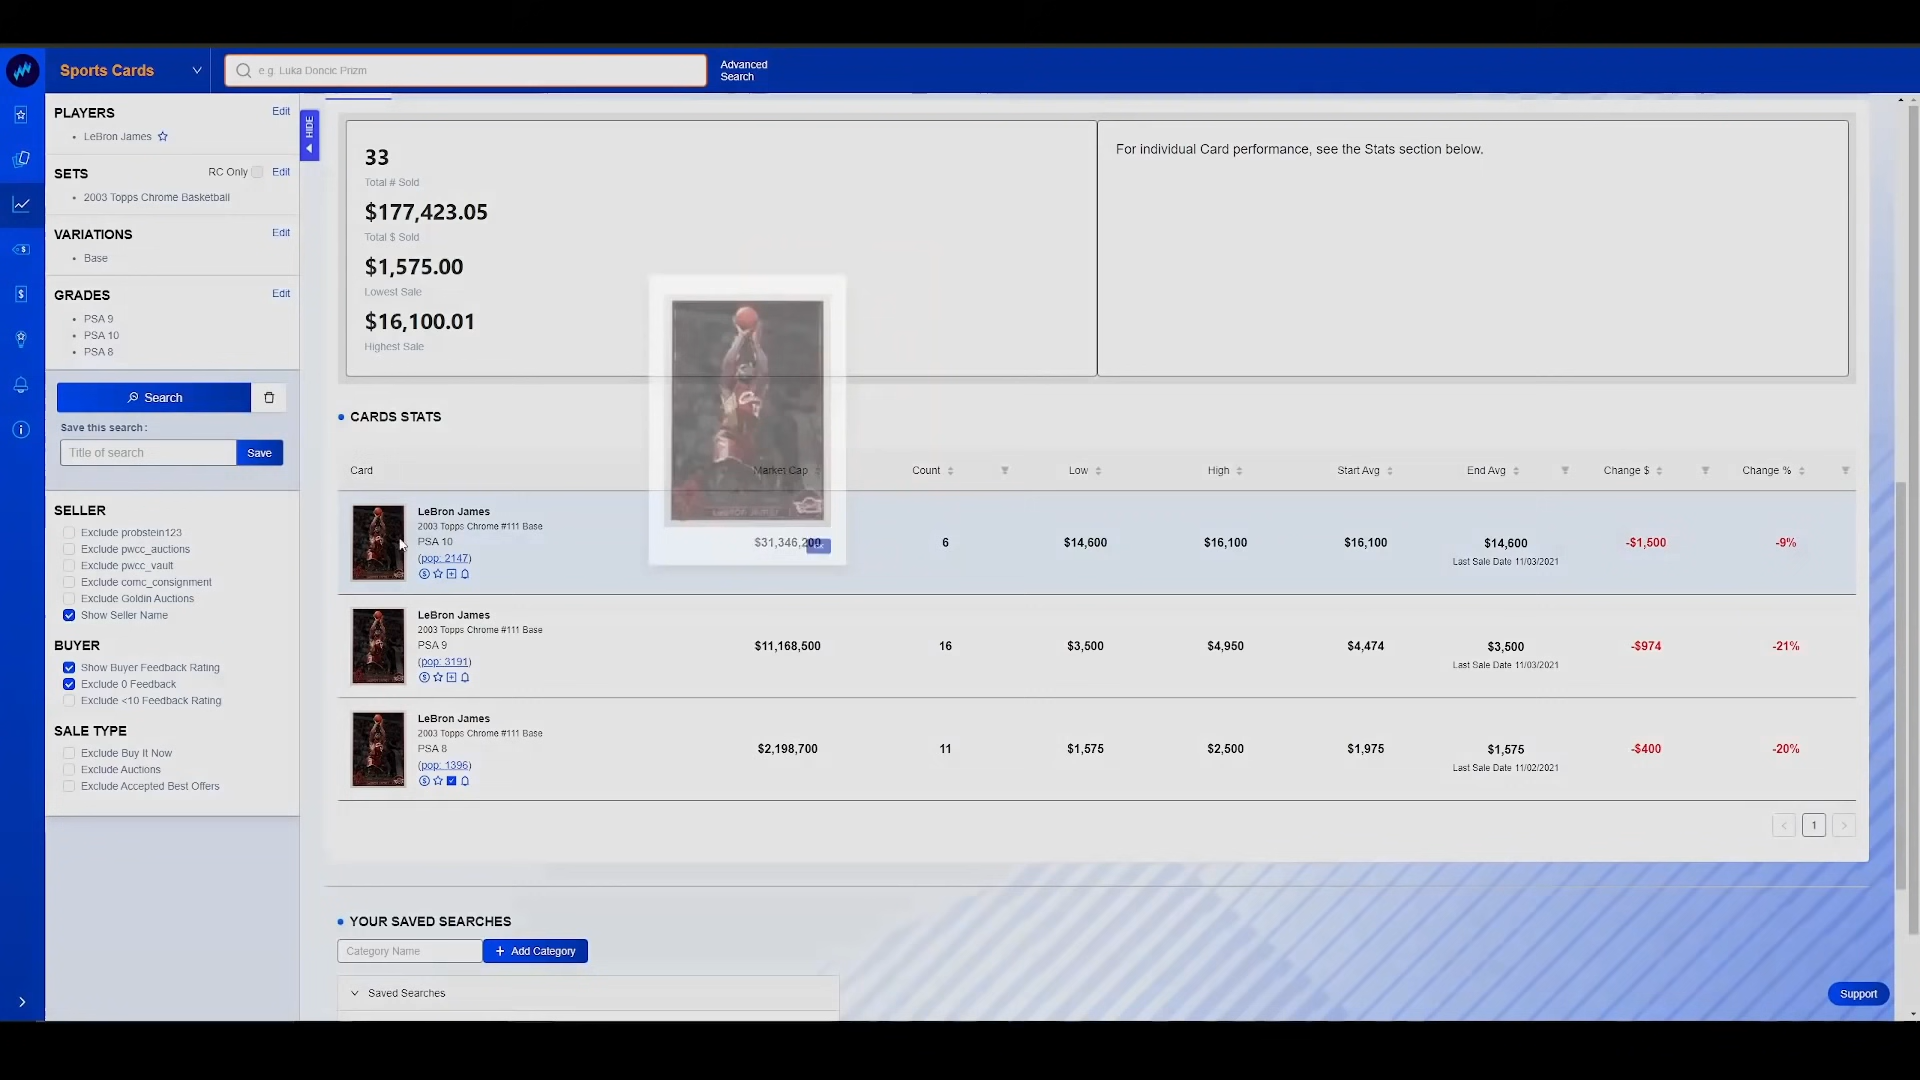 Sports Cards
e.g. Luka Doncic Prizm
Advanced
Search
PLAYERS
Edit
LeBron James
SETS
RC Only
Edit
2003 Topps Chrome Basketball
VARIATIONS
Edit
Base
GRADES
Edit
PSA 9
PSA 10
PSA 8
Search
Save this search:
Title of search
Save
SELLER
Exclude probstein123
Exclude pwcc_auctions
Exclude pwcc_vault
Exclude comc_consignment
Exclude Goldin Auctions
Show Seller Name
BUYER
Show Buyer Feedback Rating
Exclude 0 Feedback
Exclude <10 Feedback Rating
SALE TYPE
Exclude Buy It Now
Exclude Auctions
Exclude Accepted Best Offers
HIDE
33
Total # Sold
$177,423.05
Total $ Sold
$1,575.00
Lowest Sale
$16,100.01
Highest Sale
For individual Card performance, see the Stats section below.
CARDS STATS
Card Market Cap Count Low High Start Avg End Avg Change $ Change %
LeBron James
2003 Topps Chrome #111 Base
PSA 10
(pop: 2147)
$31,346,200 6 $14,600 $16,100 $16,100 $14,600 -$1,500 -9%
Last Sale Date 11/03/2021
LeBron James
2003 Topps Chrome #111 Base
PSA 9
(pop: 3191)
$11,168,500 16 $3,500 $4,950 $4,474 $3,500 -$974 -21%
Last Sale Date 11/03/2021
LeBron James
2003 Topps Chrome #111 Base
PSA 8
(pop: 1396)
$2,198,700 11 $1,575 $2,500 $1,975 $1,575 -$400 -20%
Last Sale Date 11/02/2021
1
YOUR SAVED SEARCHES
Category Name
+ Add Category
Saved Searches
Support